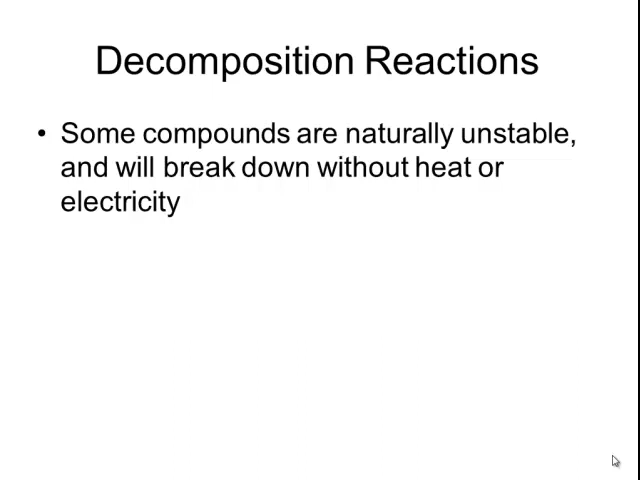 Decomposition Reactions
• Some compounds are naturally unstable,
and will break down without heat or
electricity